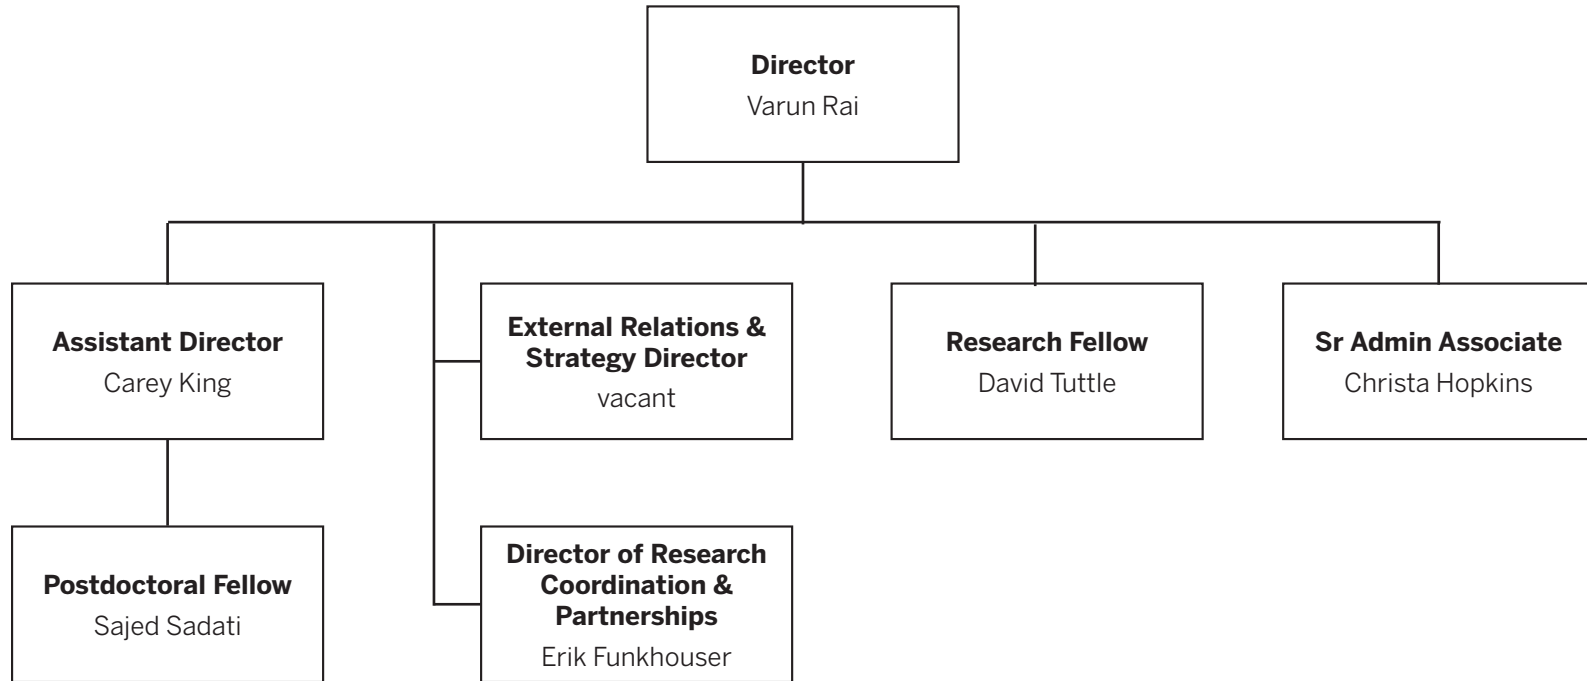 Director
Varun Rai
Assistant Director
Carey King
External Relations &
Strategy Director
vacant
Research Fellow
David Tuttle
Sr Admin Associate
Christa Hopkins
Postdoctoral Fellow
Sajed Sadati
Director of Research
Coordination &
Partnerships
Erik Funkhouser